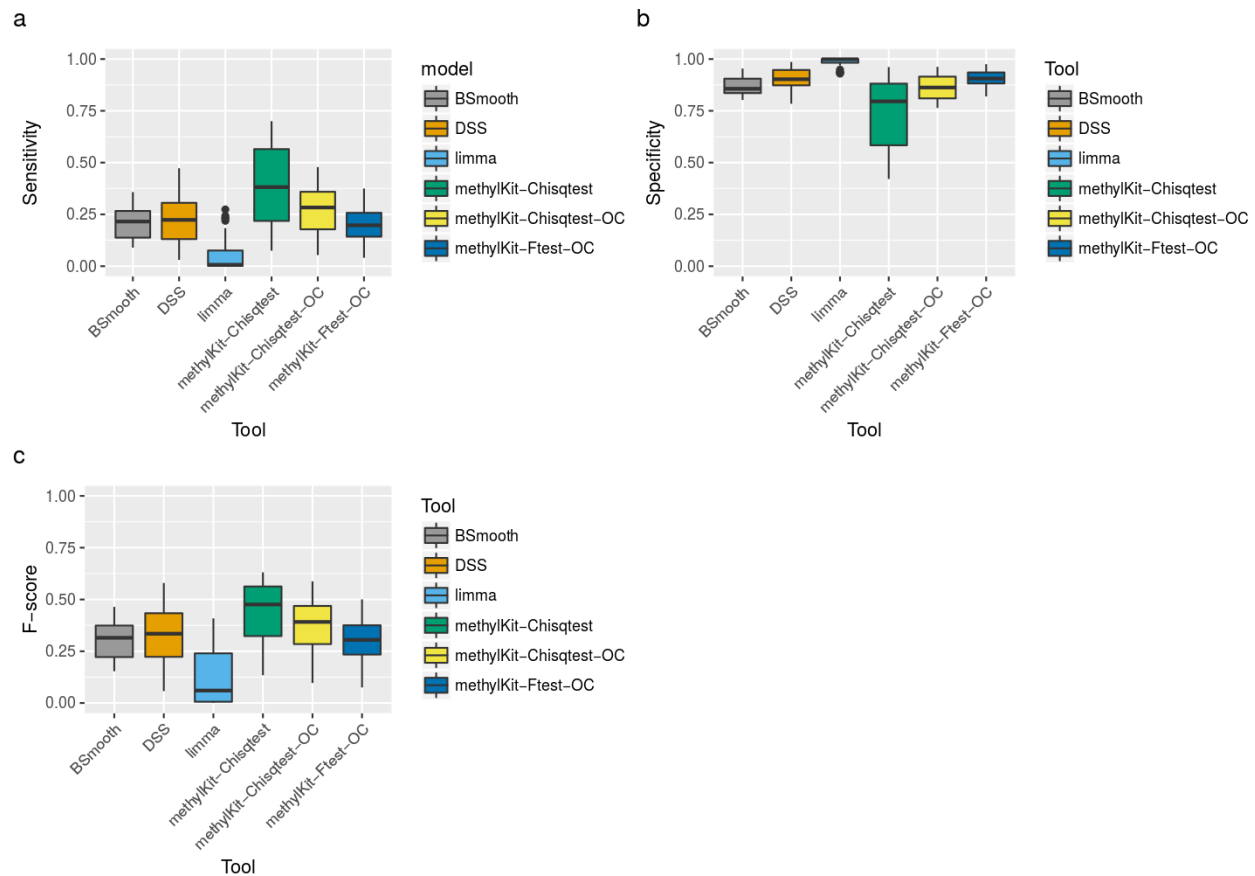 a
1.00
0.75
0.50
0.25
0.00
Sensitivity
BSmooth
DSS
limma
methylKit−Chisqtest
methylKit−Chisqtest−OC
methylKit−Ftest−OC
Tool
model
BSmooth
DSS
limma
methylKit−Chisqtest
methylKit−Chisqtest−OC
methylKit−Ftest−OC
b
1.00
0.75
0.50
0.25
0.00
Specificity
BSmooth
DSS
limma
methylKit−Chisqtest
methylKit−Chisqtest−OC
methylKit−Ftest−OC
Tool
Tool
BSmooth
DSS
limma
methylKit−Chisqtest
methylKit−Chisqtest−OC
methylKit−Ftest−OC
c
1.00
0.75
0.50
0.25
0.00
F−score
BSmooth
DSS
limma
methylKit−Chisqtest
methylKit−Chisqtest−OC
methylKit−Ftest−OC
Tool
Tool
BSmooth
DSS
limma
methylKit−Chisqtest
methylKit−Chisqtest−OC
methylKit−Ftest−OC